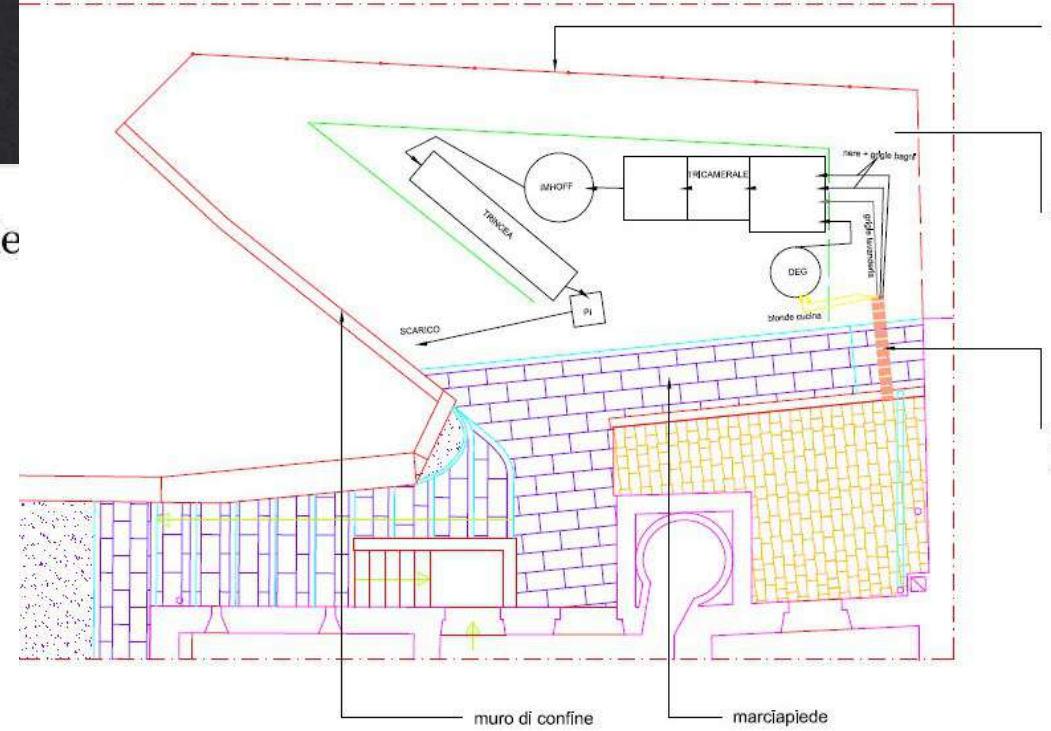 e
nere + grigie bagni
TRICAMERALE
IMHOFF
TRINCEA
grigie lavanderia
DEG
bionde cucina
PI
SCARICO
muro di confine
marciapiede